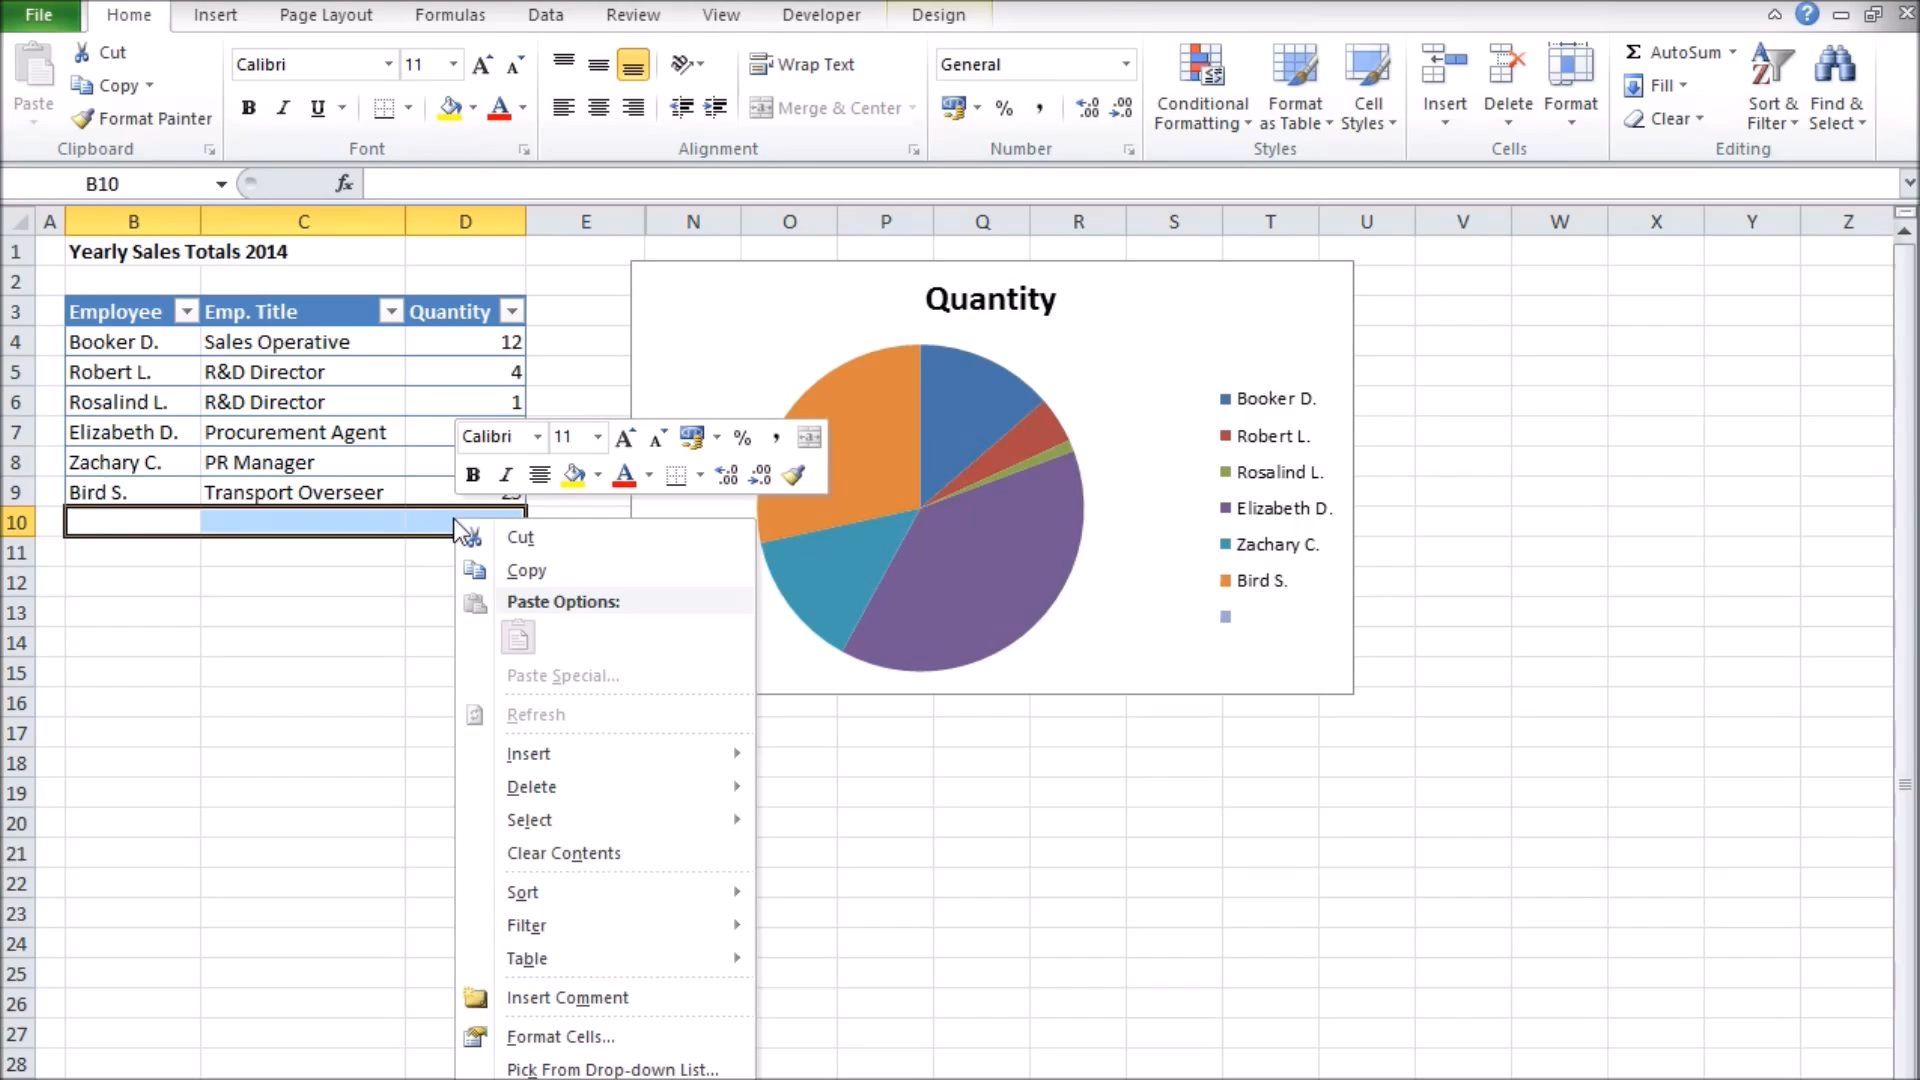 File Home Insert Page Layout Formulas Data Review View Developer Design
Cut
Copy
Format Painter
Paste
Clipboard
Calibri 11
B I U A
Font
Wrap Text
Merge & Center
Alignment
General
% ,
Number
Conditional Formatting
Format as Table
Cell Styles
Styles
Insert Delete Format
Cells
Σ AutoSum
Fill
Clear
Sort & Filter
Find & Select
Editing
B10 fx
A B C D E N O P Q R S T U V W X Y Z
1 Yearly Sales Totals 2014
2
3 Employee Emp. Title Quantity
4 Booker D. Sales Operative 12
5 Robert L. R&D Director 4
6 Rosalind L. R&D Director 1
7 Elizabeth D. Procurement Agent
8 Zachary C. PR Manager
9 Bird S. Transport Overseer
10
11
12
13
14
15
16
17
18
19
20
21
22
23
24
25
26
27
28
Calibri 11 A A % ,
B I A
Cut
Copy
Paste Options:
Paste Special...
Refresh
Insert
Delete
Select
Clear Contents
Sort
Filter
Table
Insert Comment
Format Cells...
Pick From Drop-down List...
Quantity
Booker D.
Robert L.
Rosalind L.
Elizabeth D.
Zachary C.
Bird S.